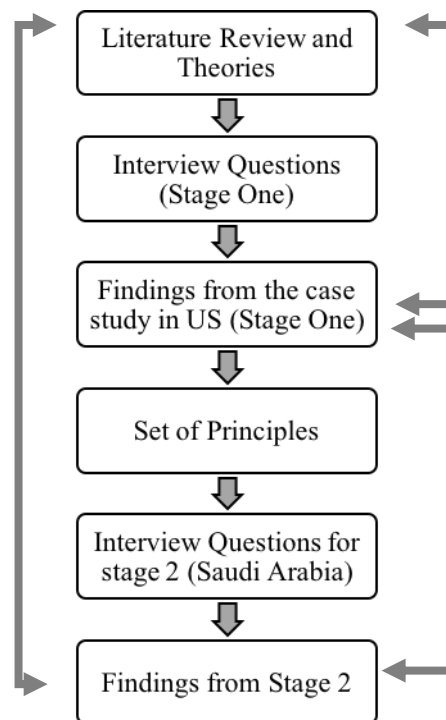 Literature Review and
Theories
Interview Questions
(Stage One)
Findings from the case
study in US (Stage One)
Set of Principles
Interview Questions for
stage 2 (Saudi Arabia)
Findings from Stage 2